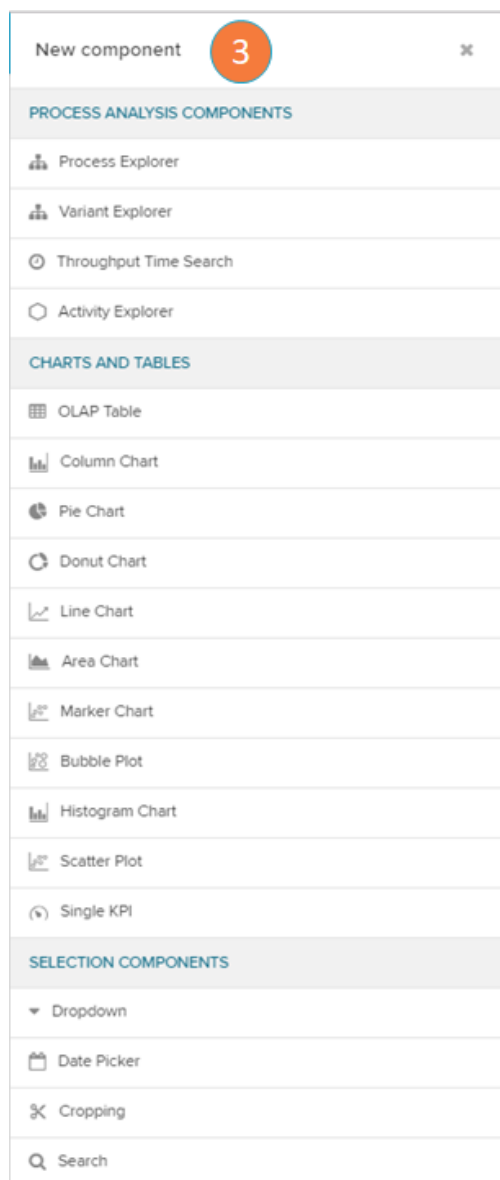 New component 3
PROCESS ANALYSIS COMPONENTS
Process Explorer
Variant Explorer
Throughput Time Search
Activity Explorer
CHARTS AND TABLES
OLAP Table
Column Chart
Pie Chart
Donut Chart
Line Chart
Area Chart
Marker Chart
Bubble Plot
Histogram Chart
Scatter Plot
Single KPI
SELECTION COMPONENTS
Dropdown
Date Picker
Cropping
Search